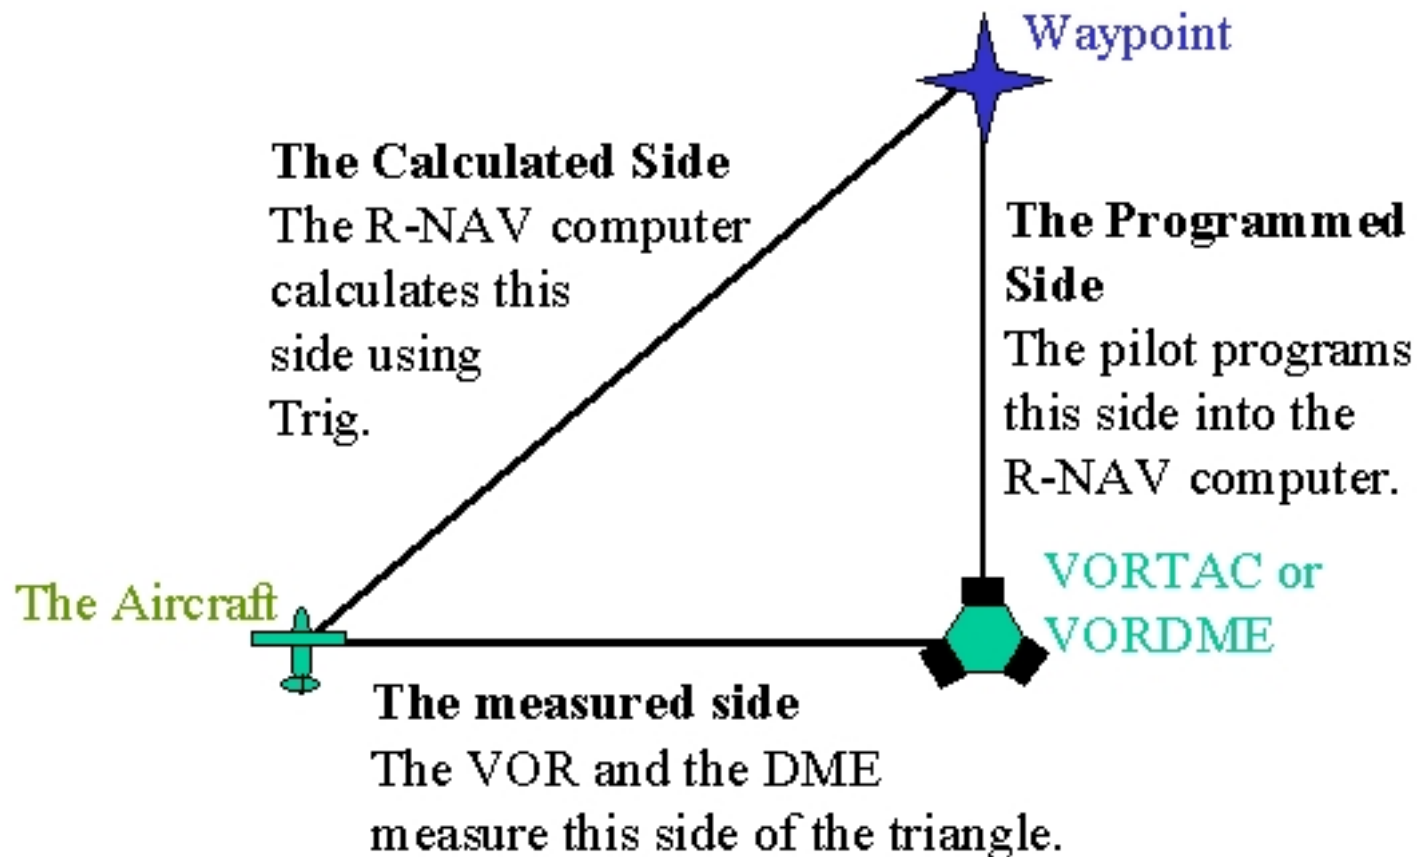 Waypoint
The Calculated Side
The R-NAV computer
calculates this
side using
Trig.
The Programmed
Side
The pilot programs
this side into the
R-NAV computer.
The Aircraft
VORTAC or
VORDME
The measured side
The VOR and the DME
measure this side of the triangle.